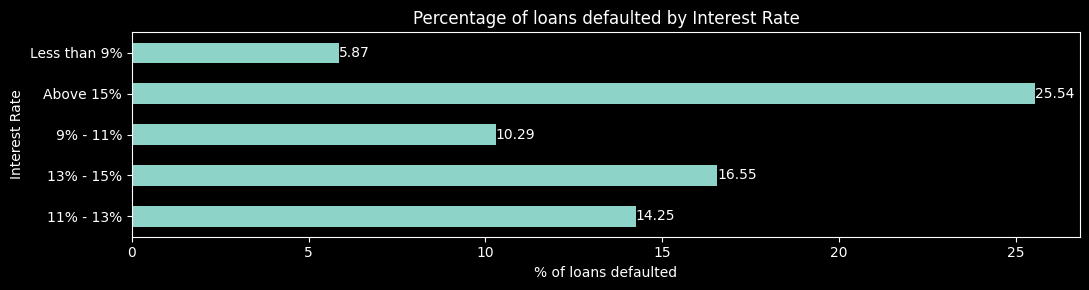 Percentage of loans defaulted by Interest Rate
Interest Rate
Less than 9%
5.87
Above 15%
25.54
9% - 11%
10.29
13% - 15%
16.55
11% - 13%
14.25
0 5 10 15 20 25
% of loans defaulted